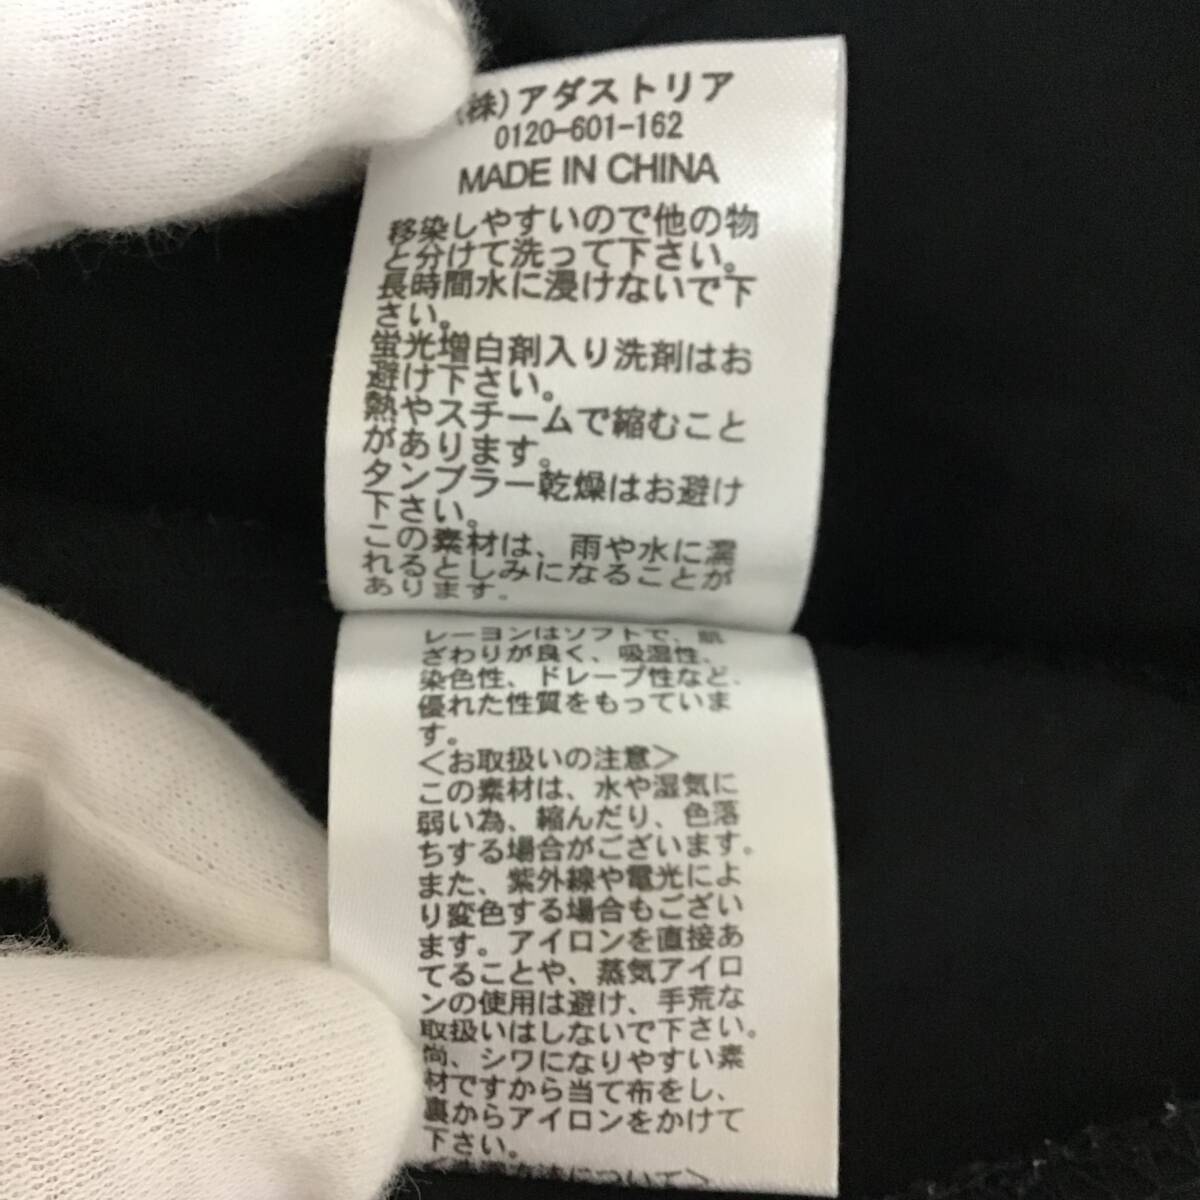 (株)アダストリア
0120-601-162
MADE IN CHINA
移染しやすいので他の物
と分けて洗って下さい。
長時間水に浸けないで下
さい。
蛍光増白剤入り洗剤はお
避け下さい。
熱やスチームで縮むこと
があります。
タンブラー乾燥はお避け
下さい。
この素材は、雨や水に濡
れるとしみになることが
あります。
レーヨンはソフトで、肌
ざわりが良く、吸湿性、
染色性、ドレープ性など、
優れた性質をもっていま
す。
＜お取扱いの注意＞
この素材は、水や湿気に
弱い為、縮んだり、色落
ちする場合がございます。
また、紫外線や電光によ
り変色する場合もござい
ます。アイロンを直接あ
てることや、蒸気アイロ
ンの使用は避け、手荒な
取扱いはしないで下さい。
尚、シワになりやすい素
材ですから当て布をし、
裏からアイロンをかけて
下さい。
方法について＞